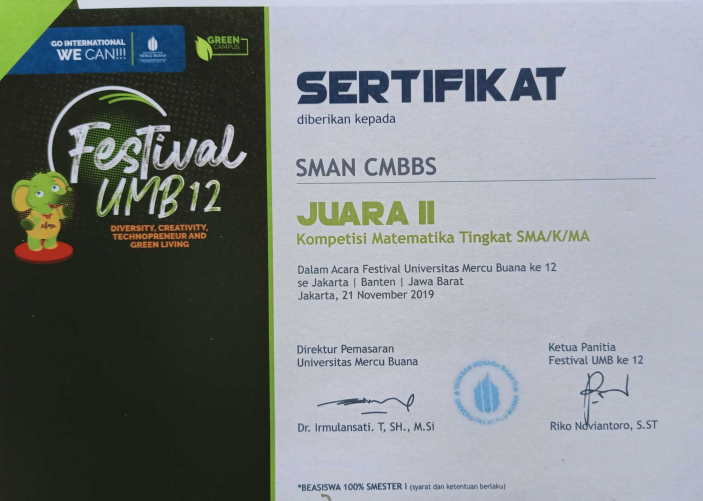 GO INTERNATIONAL
WE CAN!!!
UNIVERSITAS
MERCU BUANA
GREEN
CAMPUS
Festival
UMB 12
DIVERSITY, CREATIVITY,
TECHNOPRENEUR AND
GREEN LIVING
SERTIFIKAT
diberikan kepada
SMAN CMBBS
JUARA II
Kompetisi Matematika Tingkat SMA/K/MA
Dalam Acara Festival Universitas Mercu Buana ke 12
se Jakarta | Banten | Jawa Barat
Jakarta, 21 November 2019
Direktur Pemasaran
Universitas Mercu Buana
Dr. Irmulansati. T, SH., M.Si
Ketua Panitia
Festival UMB ke 12
Riko Noviantoro, S.ST
*BEASISWA 100% SMESTER I (syarat dan ketentuan berlaku)